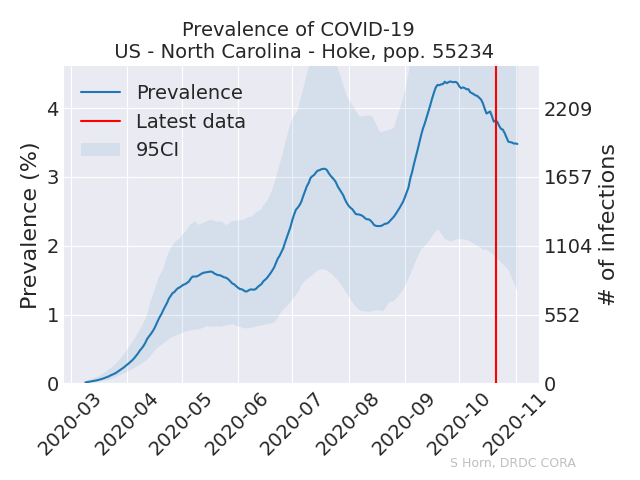 Prevalence of COVID-19
US - North Carolina - Hoke, pop. 55234
Prevalence
Latest data
95CI
Prevalence (%)
4
3
2
1
0
2209
1657
1104
552
0
# of infections
2020-03
2020-04
2020-05
2020-06
2020-07
2020-08
2020-09
2020-10
2020-11
S Horn, DRDC CORA